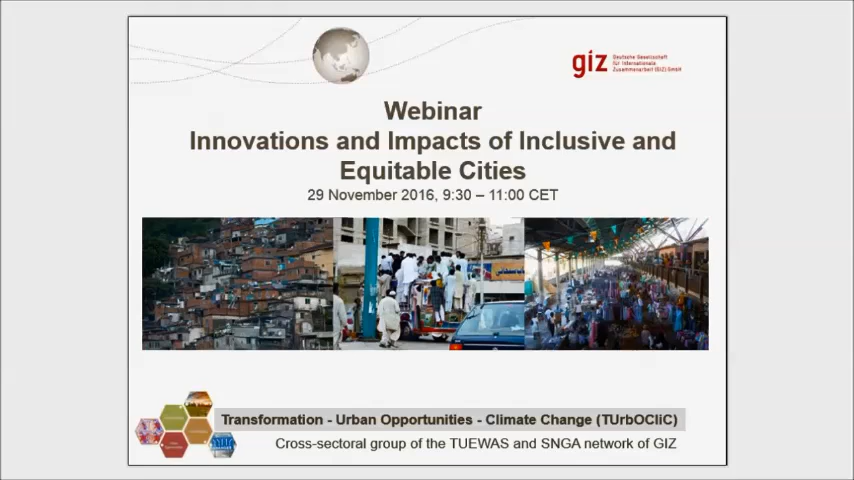 giz
Deutsche Gesellschaft
für Internationale
Zusammenarbeit (GIZ) GmbH
Webinar
Innovations and Impacts of Inclusive and
Equitable Cities
29 November 2016, 9:30 – 11:00 CET
Transformation - Urban Opportunities - Climate Change (TUrbOCliC)
Cross-sectoral group of the TUEWAS and SNGA network of GIZ